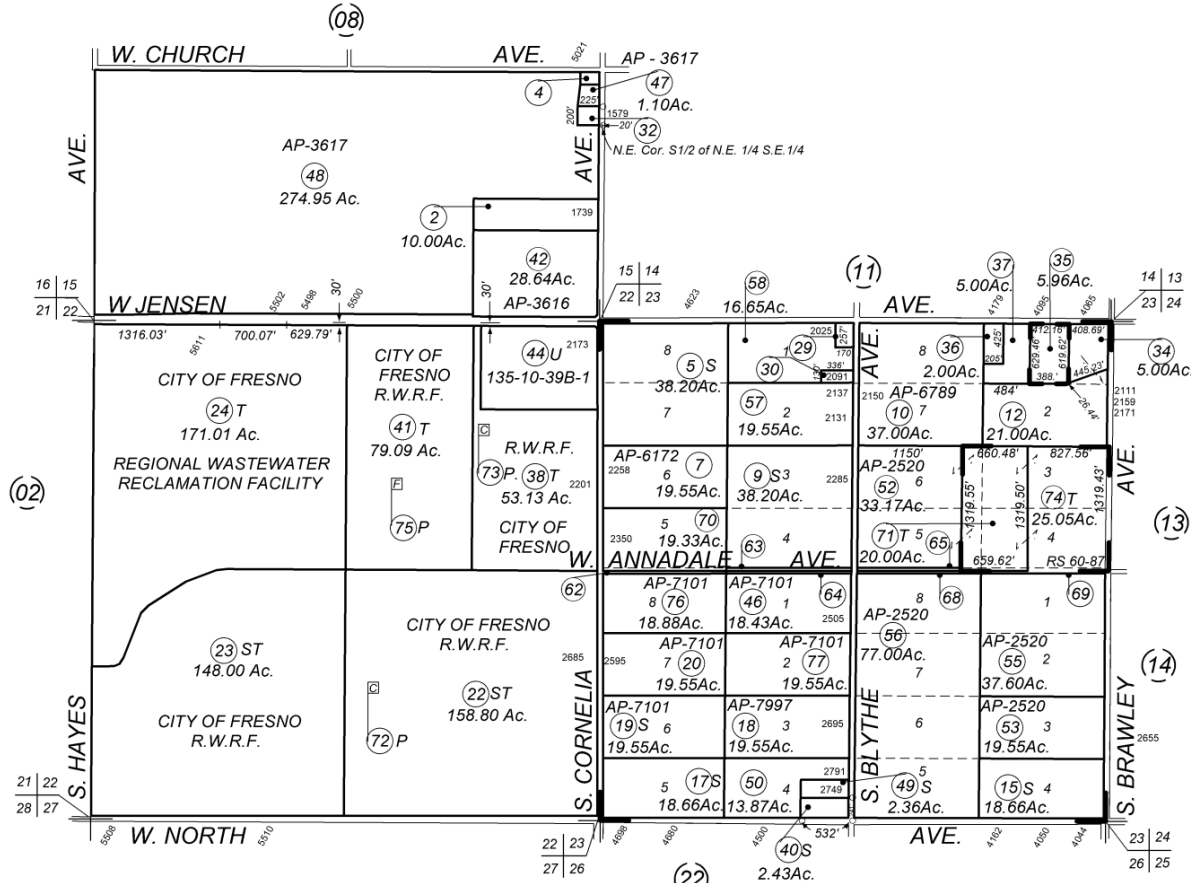 (08)
W. CHURCH AVE.
5021
AP - 3617
4
47
1.10Ac.
225'
200'
1579
20'
32
N.E. Cor. S1/2 of N.E. 1/4 S.E.1/4
AVE.
AVE.
AP-3617
48
274.95 Ac.
2
10.00Ac.
1739
42
28.64Ac.
AP-3616
16 15
21 22
W JENSEN AVE.
5502
5498
30'
5500
30'
15 14
22 23
4623
58
16.65Ac.
(11)
37
5.00Ac.
4179
35
5.96Ac.
4095
4065
14 13
23 24
1316.03'
5611
700.07'
629.79'
CITY OF FRESNO
24 T
171.01 Ac.
REGIONAL WASTEWATER
RECLAMATION FACILITY
CITY OF
FRESNO
R.W.R.F.
41 T
79.09 Ac.
F
75 P
44 U
2173
135-10-39B-1
C
R.W.R.F.
73 P.
38 T
2201
53.13 Ac.
CITY OF
FRESNO
(02)
8
5 S
38.20Ac.
7
1
2025
257'
29
170
336'
30
130'
2091
57
2
2137
2131
19.55Ac.
AVE.
8
36
2.00Ac.
425'
205'
412.16'
629.46'
619.62'
388.'
408.69'
445.23'
26.44'
34
5.00Ac.
2111
2159
2171
2150
AP-6789
10
7
37.00Ac.
484'
12
2
21.00Ac.
AP-6172
2258
7
6
19.55Ac.
9 S
3
2285
38.20Ac.
1150'
AP-2520
52
6
33.17Ac.
660.48'
827.56'
1319.55'
1319.50'
1319.43'
3
74 T
25.05Ac.
4
AVE.
(13)
5
70
2350
19.33Ac.
63
4
71 T
5
65
20.00Ac.
659.62'
RS 60-87
W. ANNADALE AVE.
62
AP-7101
8
76
18.88Ac.
AP-7101
46
1
18.43Ac.
64
2505
8
AP-2520
56
77.00Ac.
7
68
1
69
CITY OF FRESNO
R.W.R.F.
23 ST
148.00 Ac.
CITY OF FRESNO
R.W.R.F.
2685
22 ST
158.80 Ac.
C
72 P
2595
AP-7101
7
20
19.55Ac.
AP-7101
2
77
19.55Ac.
AP-2520
55
2
37.60Ac.
(14)
AP-7101
19 S
6
19.55Ac.
AP-7997
18
3
2695
19.55Ac.
6
AP-2520
53
3
19.55Ac.
2655
5
17 S
18.66Ac.
50
4
13.87Ac.
2791
2749
5
49 S
2.36Ac.
15 S
4
18.66Ac.
S. HAYES
S. CORNELIA
S. BLYTHE
S. BRAWLEY
21 22
28 27
5508
W. NORTH AVE.
5510
22 23
27 26
4698
4680
4500
532'
40 S
2.43Ac.
4162
4050
4044
23 24
26 25
(22)